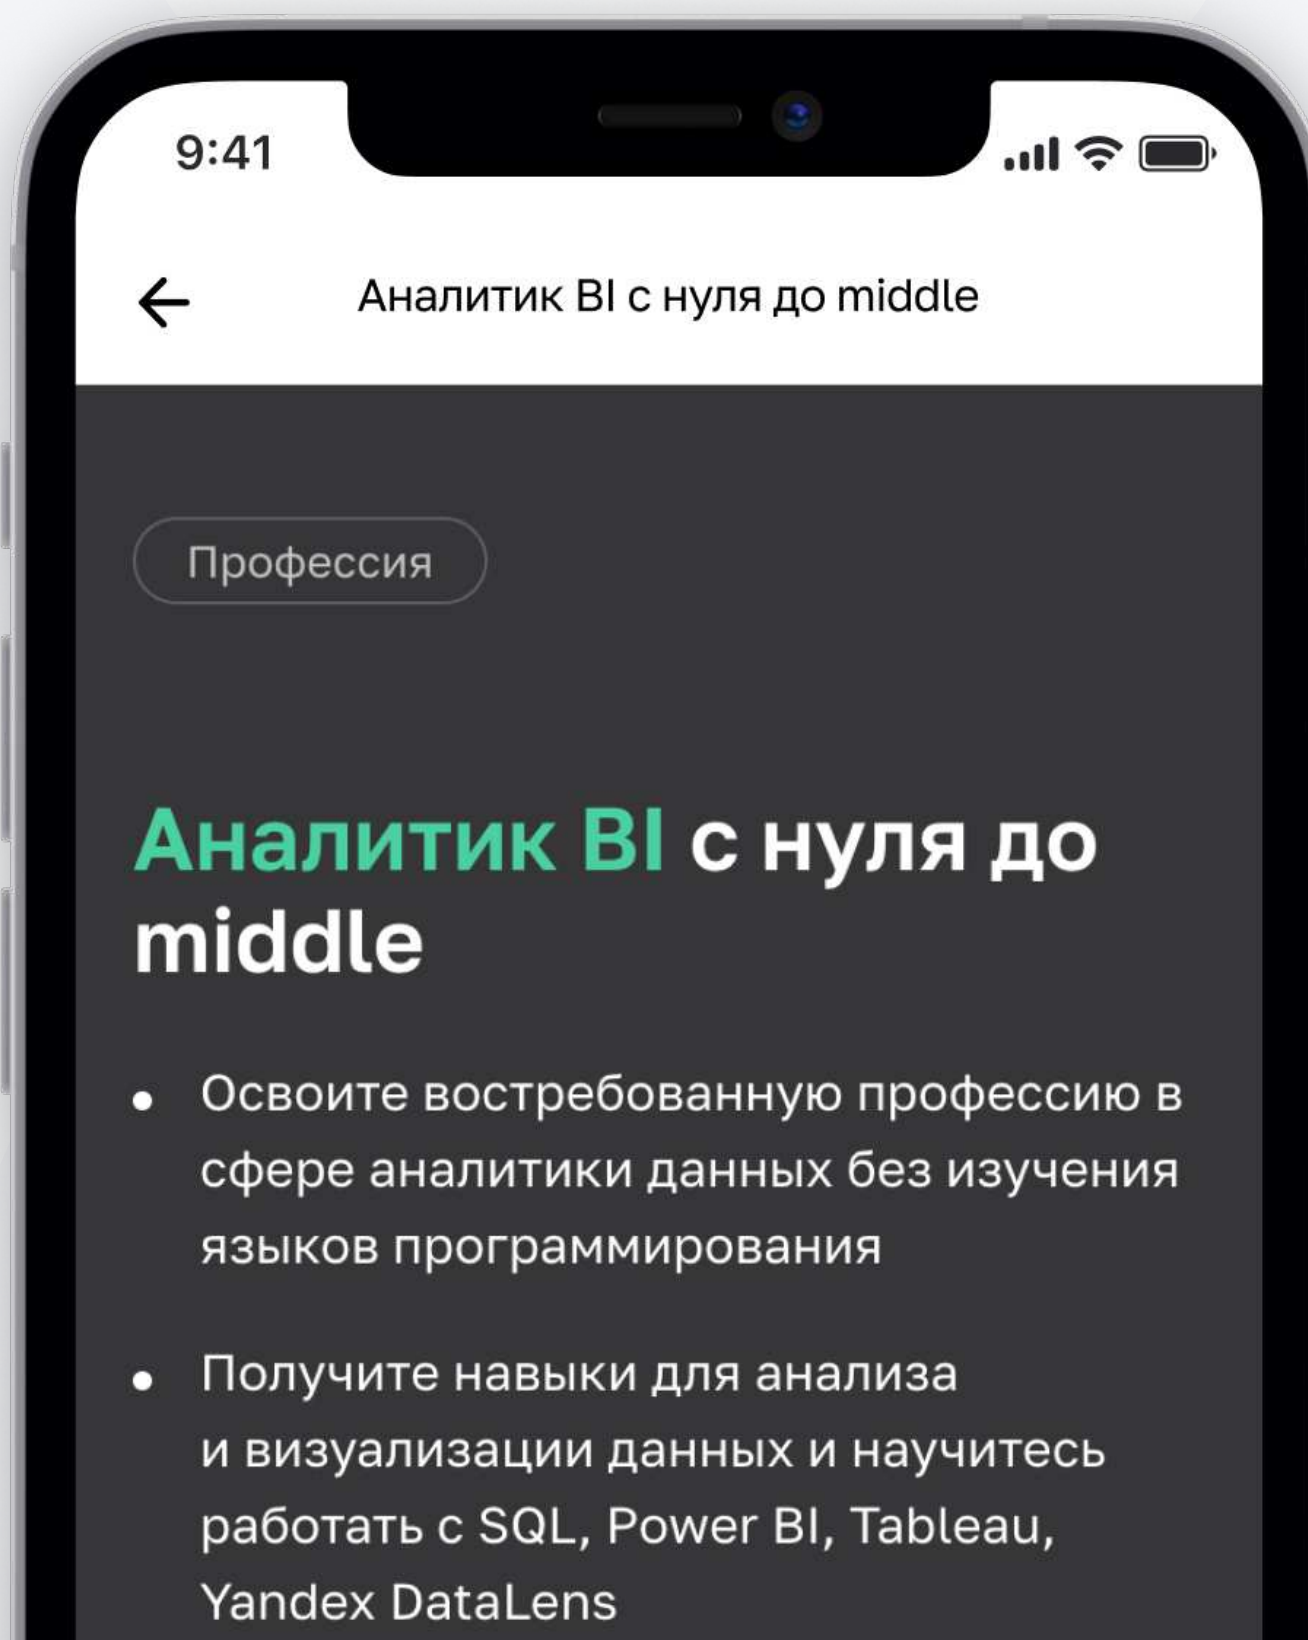 9:41
Аналитик BI с нуля до middle
Профессия
Аналитик BI с нуля до
middle
• Освоите востребованную профессию в
сфере аналитики данных без изучения
языков программирования
• Получите навыки для анализа
и визуализации данных и научитесь
работать с SQL, Power BI, Tableau,
Yandex DataLens